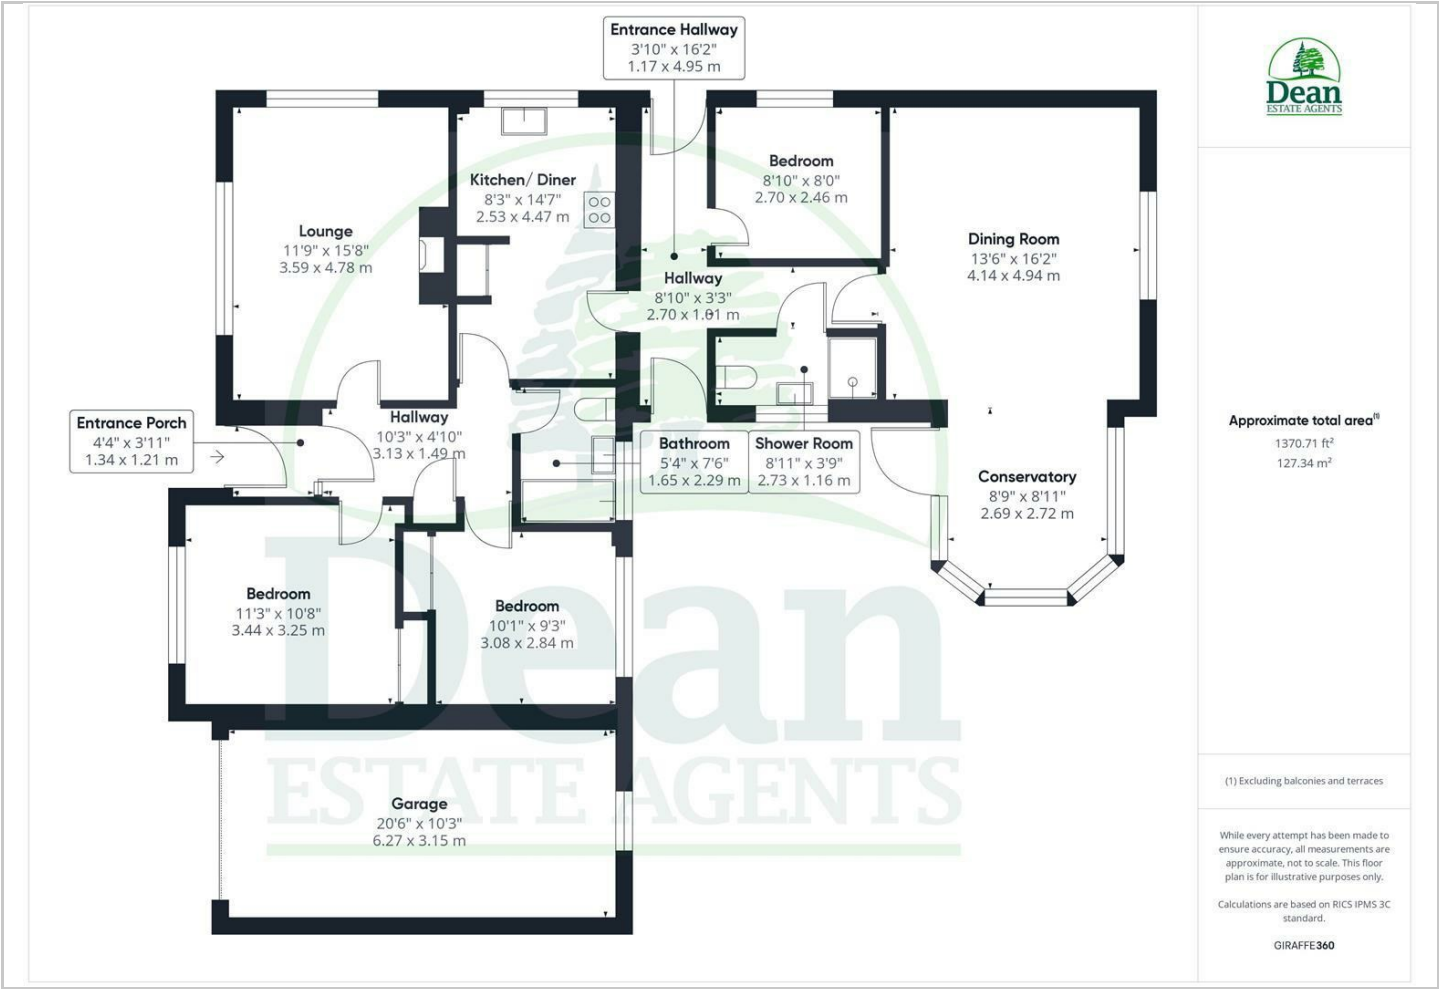 Entrance Hallway
3'10" x 16'2"
1.17 x 4.95 m
Dean
ESTATE AGENTS
Bedroom
8'10" x 8'0"
2.70 x 2.46 m
Kitchen/ Diner
8'3" x 14'7"
2.53 x 4.47 m
Lounge
11'9" x 15'8"
3.59 x 4.78 m
Dining Room
13'6" x 16'2"
4.14 x 4.94 m
Hallway
8'10" x 3'3"
2.70 x 1.01 m
Entrance Porch
4'4" x 3'11"
1.34 x 1.21 m
Hallway
10'3" x 4'10"
3.13 x 1.49 m
Bathroom
5'4" x 7'6"
1.65 x 2.29 m
Shower Room
8'11" x 3'9"
2.73 x 1.16 m
Conservatory
8'9" x 8'11"
2.69 x 2.72 m
Bedroom
11'3" x 10'8"
3.44 x 3.25 m
Bedroom
10'1" x 9'3"
3.08 x 2.84 m
Garage
20'6" x 10'3"
6.27 x 3.15 m
Dean
ESTATE AGENTS
Approximate total area(1)
1370.71 ft²
127.34 m²
(1) Excluding balconies and terraces
While every attempt has been made to
ensure accuracy, all measurements are
approximate, not to scale. This floor
plan is for illustrative purposes only.
Calculations are based on RICS IPMS 3C
standard.
GIRAFFE360